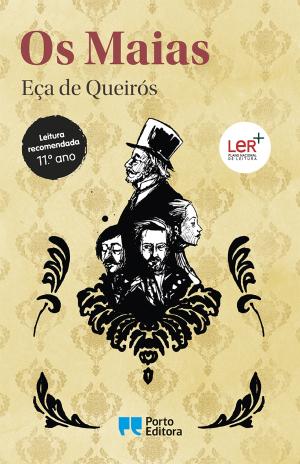 Os Maias
Eça de Queirós
Leitura
recomendada
11º ano
LeR+
PLANO NACIONAL
DE LEITURA
Porto
Editora